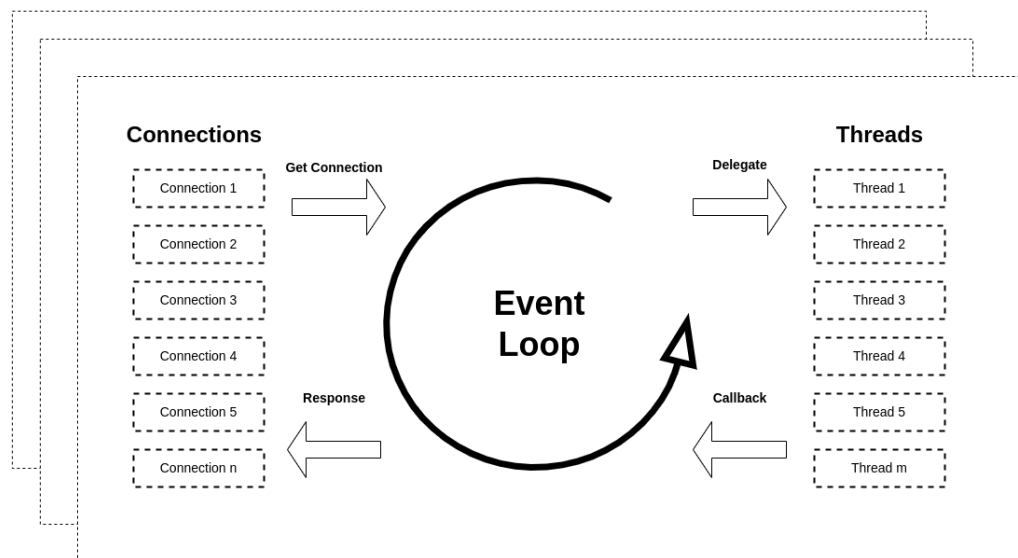 Connections
Threads
Get Connection
Delegate
Connection 1
Thread 1
Connection 2
Thread 2
Connection 3
Thread 3
Event
Loop
Connection 4
Thread 4
Response
Callback
Connection 5
Thread 5
Connection n
Thread m